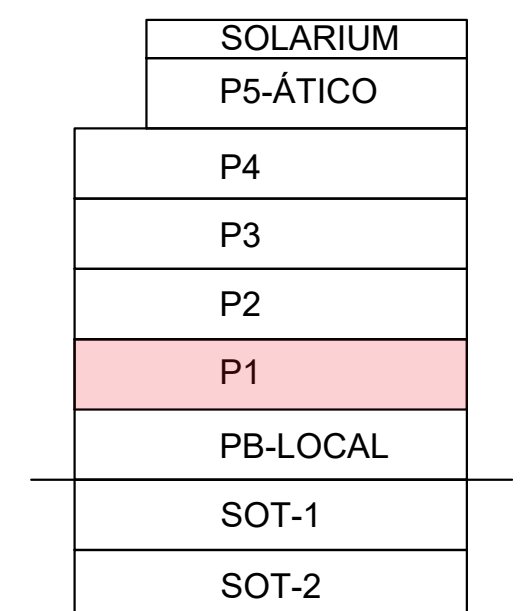 SOLARIUM
P5-ÁTICO
P4
P3
P2
P1
PB-LOCAL
SOT-1
SOT-2